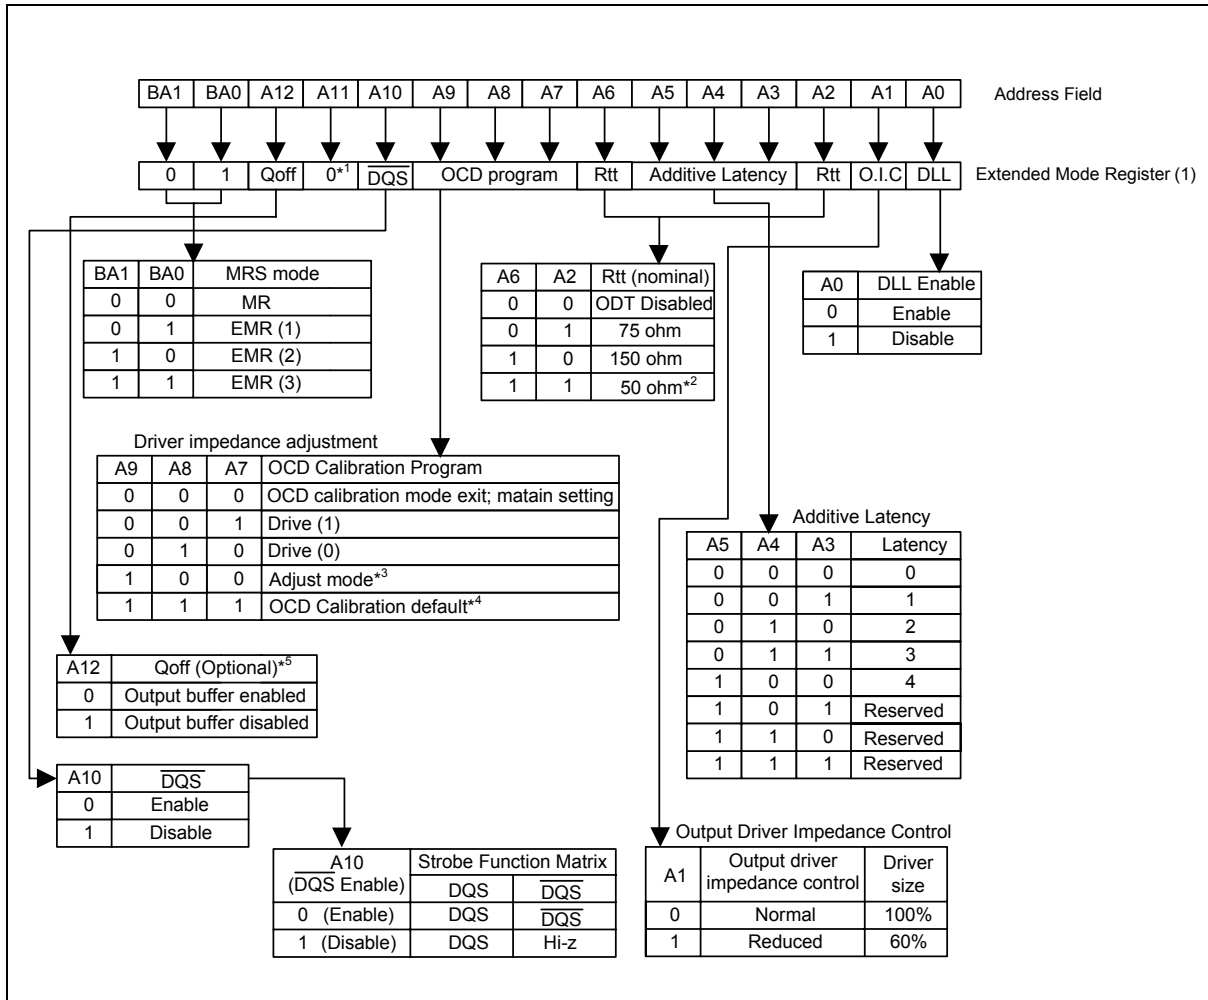 BA1 BA0 A12 A11 A10 A9 A8 A7 A6 A5 A4 A3 A2 A1 A0 Address Field
0 1 Qoff 0*1 DQS OCD program Rtt Additive Latency Rtt O.I.C DLL Extended Mode Register (1)
BA1 BA0 MRS mode
0 0 MR
0 1 EMR (1)
1 0 EMR (2)
1 1 EMR (3)
A6 A2 Rtt (nominal)
0 0 ODT Disabled
0 1 75 ohm
1 0 150 ohm
1 1 50 ohm*2
A0 DLL Enable
0 Enable
1 Disable
Driver impedance adjustment
A9 A8 A7 OCD Calibration Program
0 0 0 OCD calibration mode exit; matain setting
0 0 1 Drive (1)
0 1 0 Drive (0)
1 0 0 Adjust mode*3
1 1 1 OCD Calibration default*4
Additive Latency
A5 A4 A3 Latency
0 0 0 0
0 0 1 1
0 1 0 2
0 1 1 3
1 0 0 4
1 0 1 Reserved
1 1 0 Reserved
1 1 1 Reserved
A12 Qoff (Optional)*5
0 Output buffer enabled
1 Output buffer disabled
A10 DQS
0 Enable
1 Disable
A10 Strobe Function Matrix
(DQS Enable) DQS DQS
0 (Enable) DQS DQS
1 (Disable) DQS Hi-z
Output Driver Impedance Control
A1 Output driver impedance control Driver size
0 Normal 100%
1 Reduced 60%